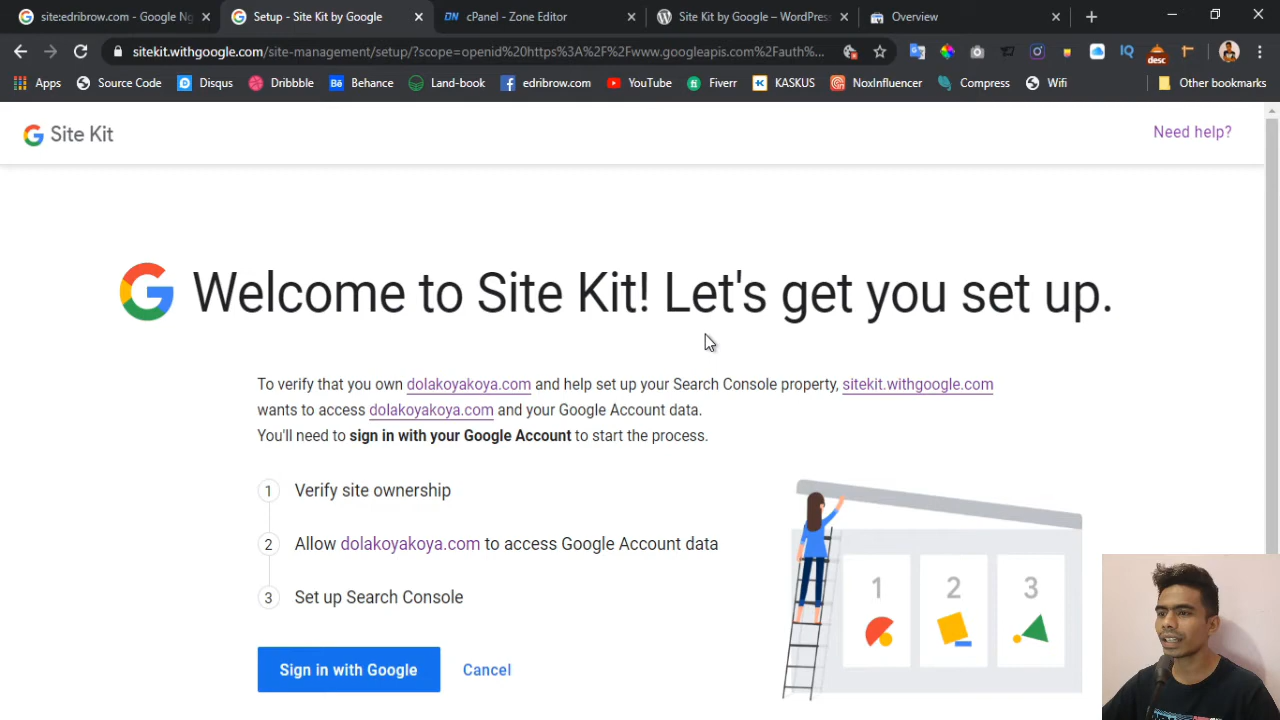 site:edribrow.com - Google Ng
Setup - Site Kit by Google
DN cPanel - Zone Editor
Site Kit by Google – WordPres
Overview
sitekit.withgoogle.com/site-management/setup/?scope=openid%20https%3A%2F%2Fwww.googleapis.com%2Fauth%...
IQ
desc
Apps
Source Code
Disqus
Dribbble
Behance
Land-book
edribrow.com
YouTube
Fiverr
KASKUS
NoxInfluencer
Compress
Wifi
Other bookmarks
G Site Kit
Need help?
G Welcome to Site Kit! Let's get you set up.
To verify that you own dolakoyakoya.com and help set up your Search Console property, sitekit.withgoogle.com
wants to access dolakoyakoya.com and your Google Account data.
You'll need to sign in with your Google Account to start the process.
1 Verify site ownership
2 Allow dolakoyakoya.com to access Google Account data
3 Set up Search Console
1 2 3
Sign in with Google
Cancel